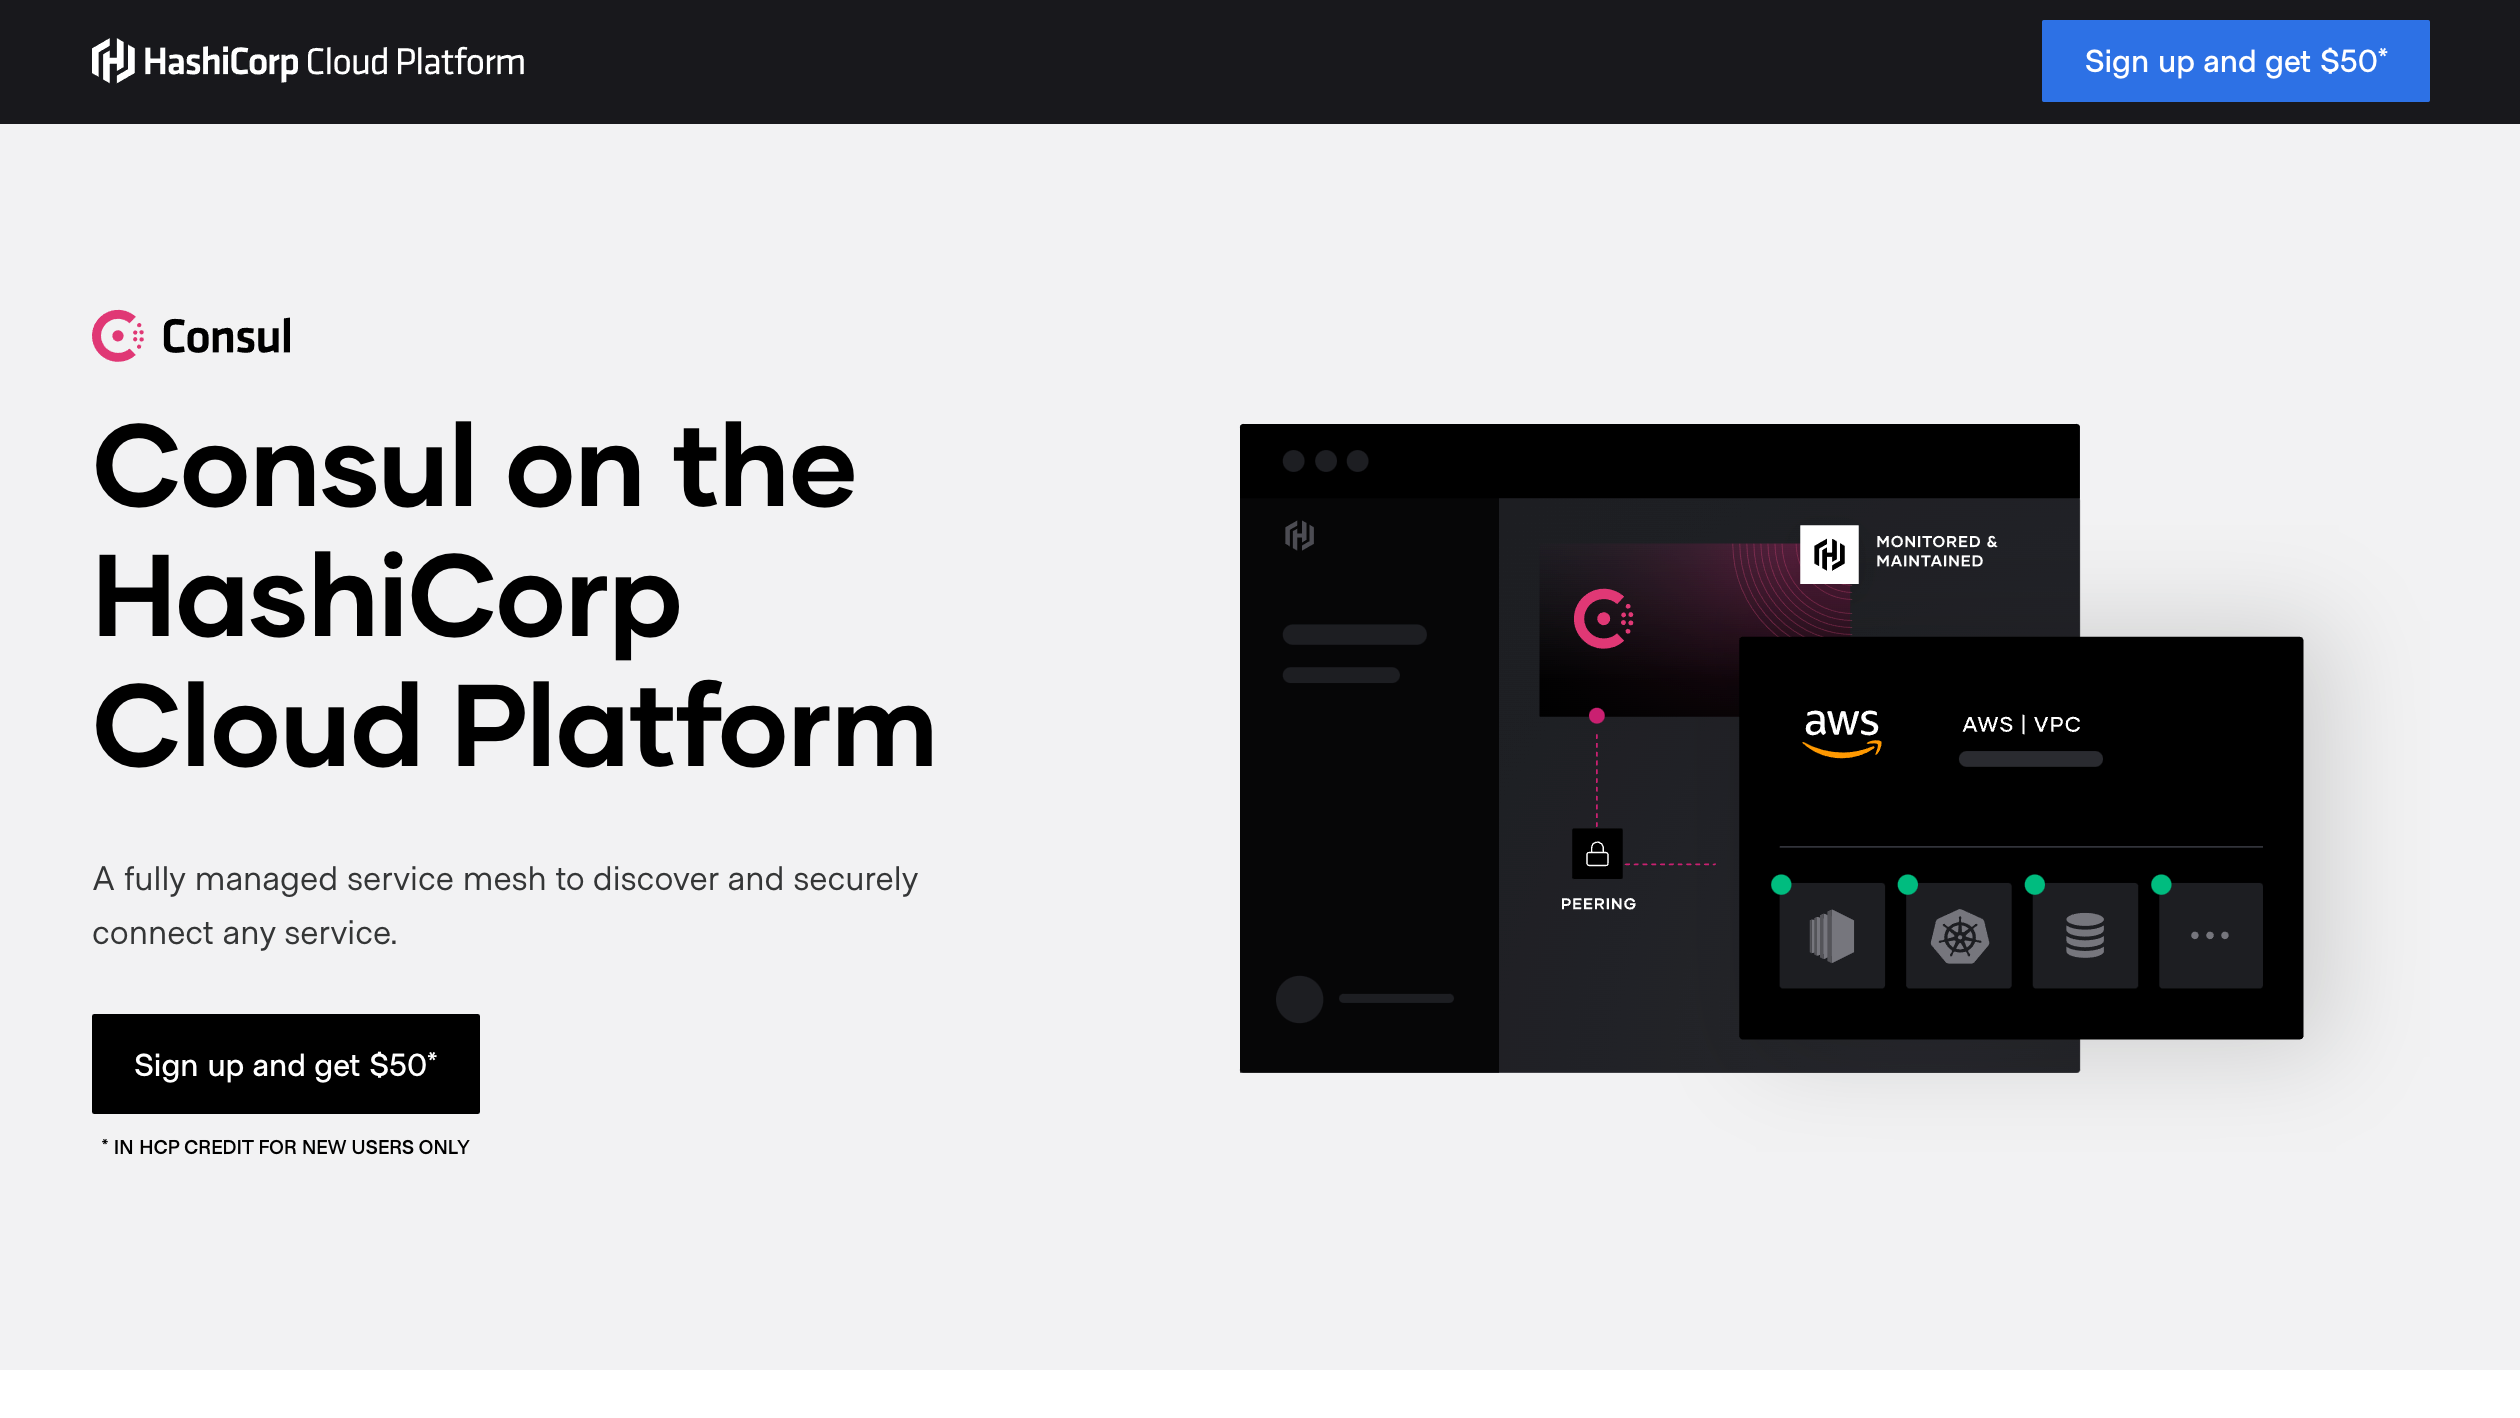 HashiCorp Cloud Platform
Sign up and get $50*
Consul
Consul on the
HashiCorp
Cloud Platform
A fully managed service mesh to discover and securely
connect any service.
Sign up and get $50*
* IN HCP CREDIT FOR NEW USERS ONLY
MONITORED &
MAINTAINED
aws
AWS | VPC
PEERING